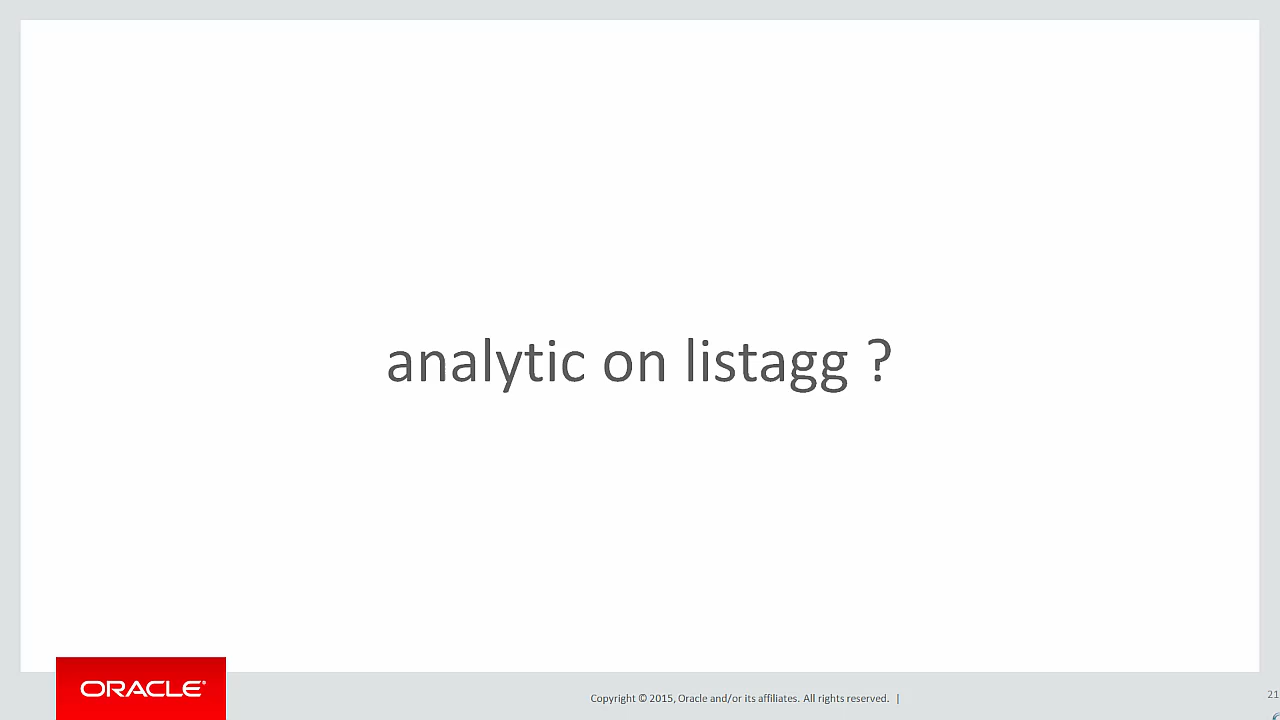 analytic on listagg ?
ORACLE®
Copyright © 2015, Oracle and/or its affiliates. All rights reserved. |
21